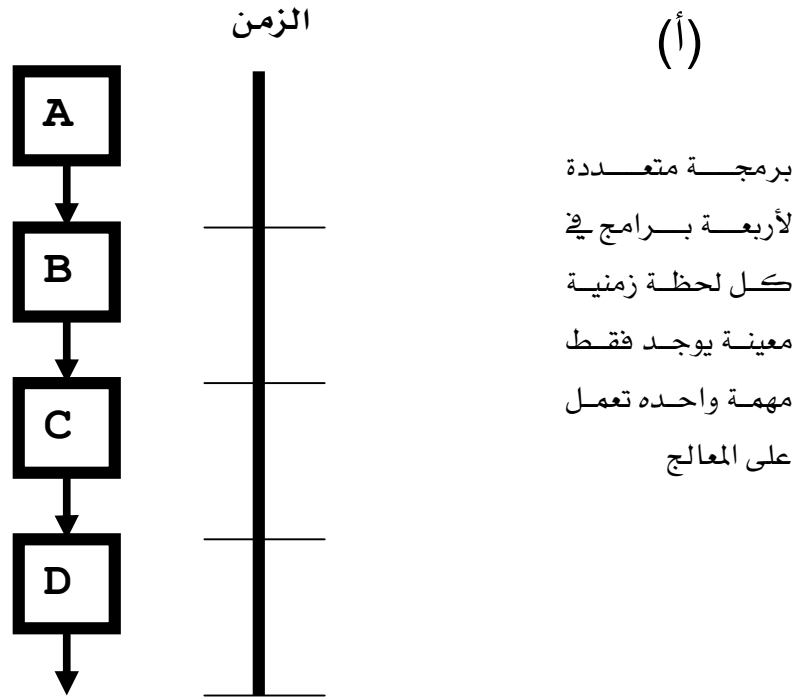 (أ)
الزمن
برمجة متعددة
لأربعة برامج في
كل لحظة زمنية
معينة يوجد فقط
مهمة واحده تعمل
على المعالج
A
B
C
D